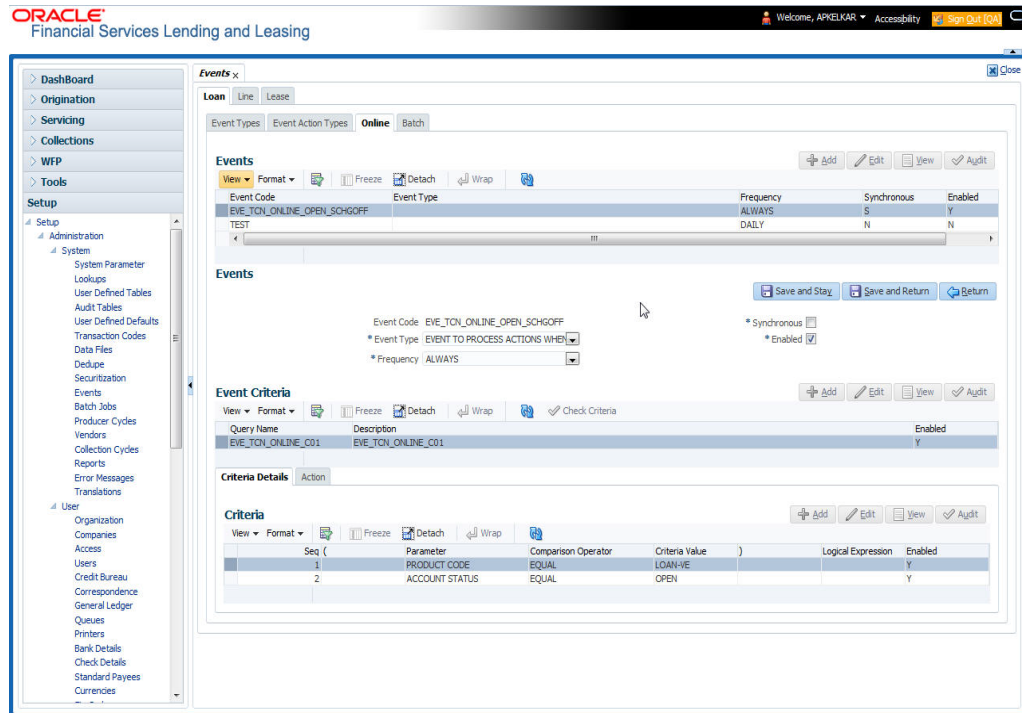 ORACLE
Financial Services Lending and Leasing
Welcome, APKELKAR Accessibility Sign Out [QA]
DashBoard
Origination
Servicing
Collections
WFP
Tools
Setup
Setup
Administration
System
System Parameter
Lookups
User Defined Tables
Audit Tables
User Defined Defaults
Transaction Codes
Data Files
Dedupe
Securitization
Events
Batch Jobs
Producer Cycles
Vendors
Collection Cycles
Reports
Error Messages
Translations
User
Organization
Companies
Access
Users
Credit Bureau
Correspondence
General Ledger
Queues
Printers
Bank Details
Check Details
Standard Payees
Currencies
Events x
Close
Loan Line Lease
Event Types Event Action Types Online Batch
Events
Add Edit View Audit
View Format Freeze Detach Wrap
Event Code Event Type Frequency Synchronous Enabled
EVE_TCN_ONLINE_OPEN_SCHGOFF ALWAYS S Y
TEST DAILY N N
Events
Save and Stay Save and Return Return
Event Code EVE_TCN_ONLINE_OPEN_SCHGOFF * Synchronous
* Event Type EVENT TO PROCESS ACTIONS WHEN * Enabled
* Frequency ALWAYS
Event Criteria
Add Edit View Audit
View Format Freeze Detach Wrap Check Criteria
Query Name Description Enabled
EVE_TCN_ONLINE_C01 EVE_TCN_ONLINE_C01 Y
Criteria Details Action
Criteria
Add Edit View Audit
View Format Freeze Detach Wrap
Seq ( Parameter Comparison Operator Criteria Value ) Logical Expression Enabled
1 PRODUCT CODE EQUAL LOAN-VE Y
2 ACCOUNT STATUS EQUAL OPEN Y